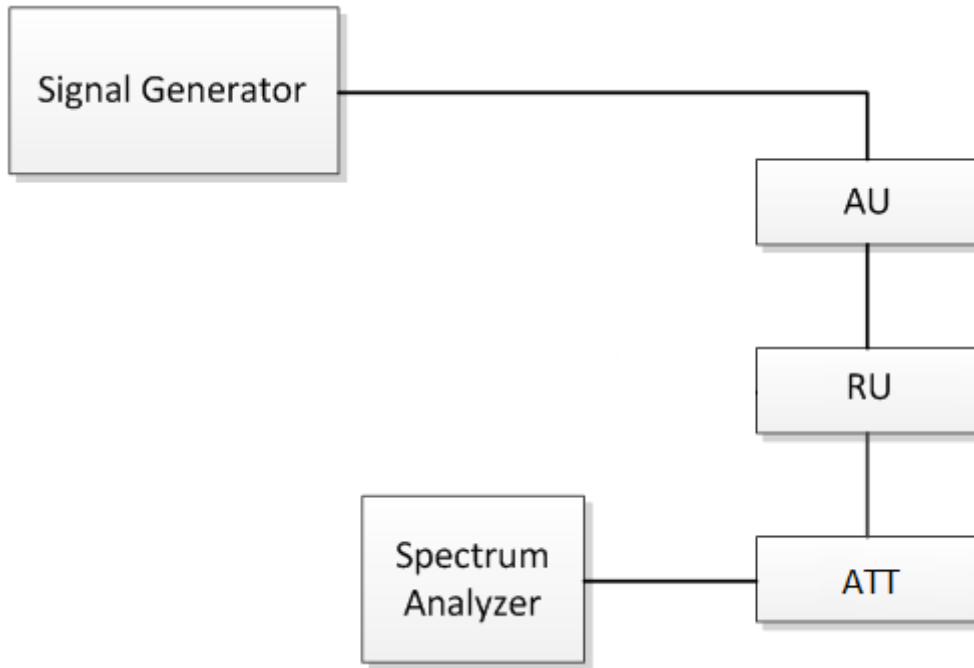 Signal Generator
AU
RU
Spectrum
Analyzer
ATT